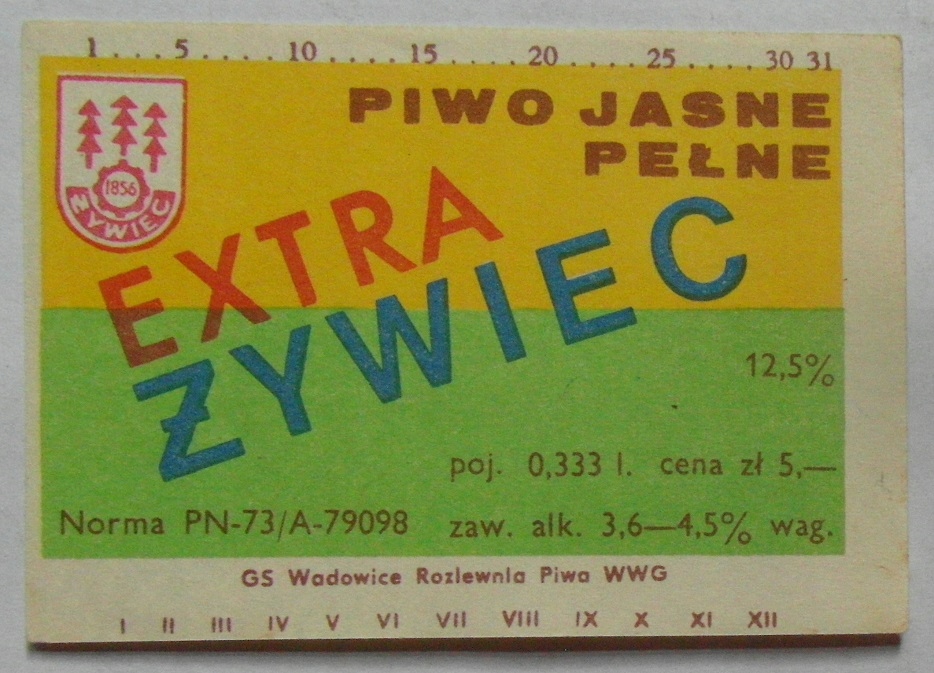 1....5.....10.....15.....20.....25.....30 31
PIWO JASNE
PEŁNE
1856
ŻYWIEC
EXTRA
ŻYWIEC
12,5%
poj. 0,333 l. cena zł 5,—
Norma PN-73/A-79098 zaw. alk. 3,6—4,5% wag.
GS Wadowice Rozlewnia Piwa WWG
I II III IV V VI VII VIII IX X XI XII